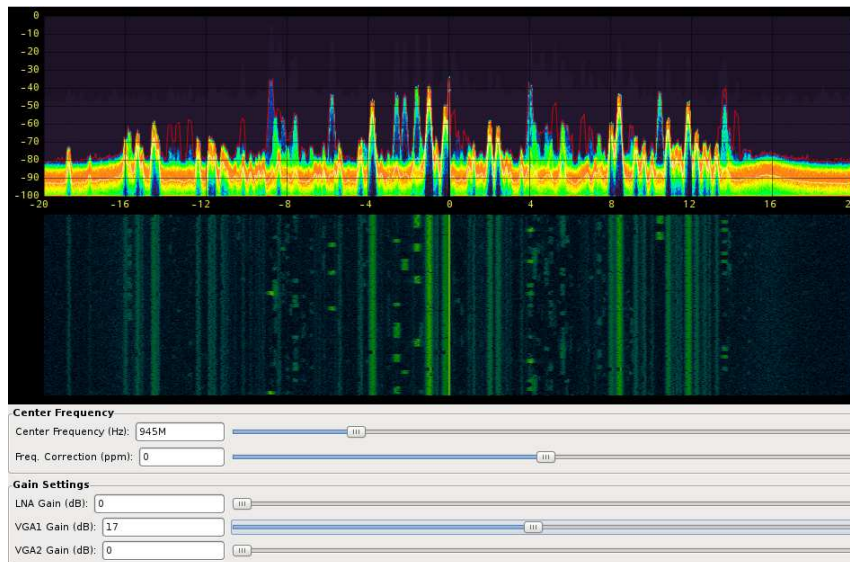 0
-10
-20
-30
-40
-50
-60
-70
-80
-90
-100
-20 -16 -12 -8 -4 0 4 8 12 16 2
Center Frequency
Center Frequency (Hz): 945M
Freq. Correction (ppm): 0
Gain Settings
LNA Gain (dB): 0
VGA1 Gain (dB): 17
VGA2 Gain (dB): 0